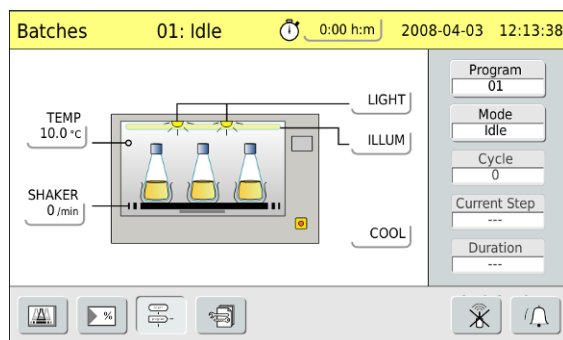 Batches 01: Idle 0:00 h:m 2008-04-03 12:13:38
TEMP
10.0 °C
SHAKER
0 /min
LIGHT
ILLUM
COOL
Program
01
Mode
Idle
Cycle
0
Current Step
---
Duration
---
%